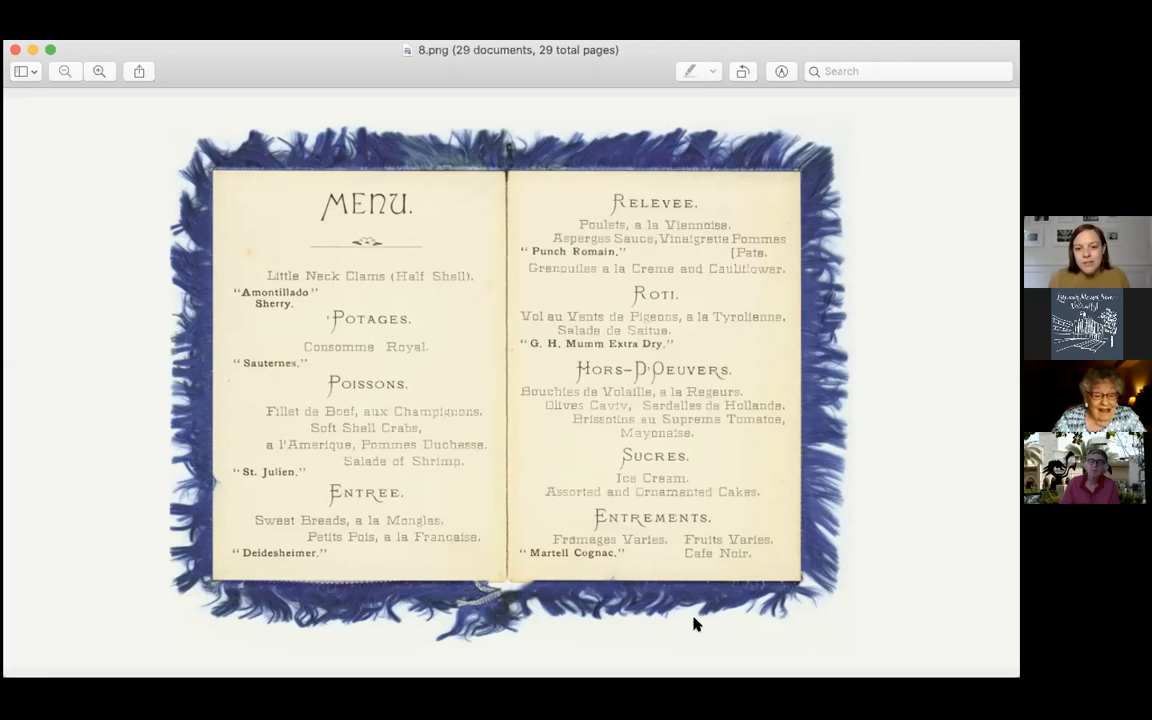 8.png (29 documents, 29 total pages)
Search
MENU.
Little Neck Clams (Half Shell).
"Amontillado"
Sherry.
POTAGES.
Consomme Royal.
"Sauternes."
POISSONS.
Fillet de Boef, aux Champignons.
Soft Shell Crabs,
a l'Amerique, Pommes Duchesse.
Salade of Shrimp.
"St. Julien."
ENTREE.
Sweet Breads, a la Mongles.
Petits Pois, a la Francaise.
"Deidesheimer."
RELEVEE.
Poulets, a la Viennoise.
Asperges Sauce, Vinaigrette Pommes
"Punch Romain." [Pate.
Grenouiles a la Creme and Cauliflower.
ROTI.
Vol au Vents de Pigeons, a la Tyrolienne,
Salade de Saitue.
"G. H. Mumm Extra Dry."
HORS-D'OEUVERS.
Bouchies de Volaille, a la Regeurs.
Olives Caviv, Sardelles de Hollande.
Brissotins au Supreme Tomatoe,
Mayonaise.
SUCRES.
Ice Cream.
Assorted and Ornamented Cakes.
ENTREMENTS.
Fromages Varies. Fruits Varies.
"Martell Cognac." Cafe Noir.